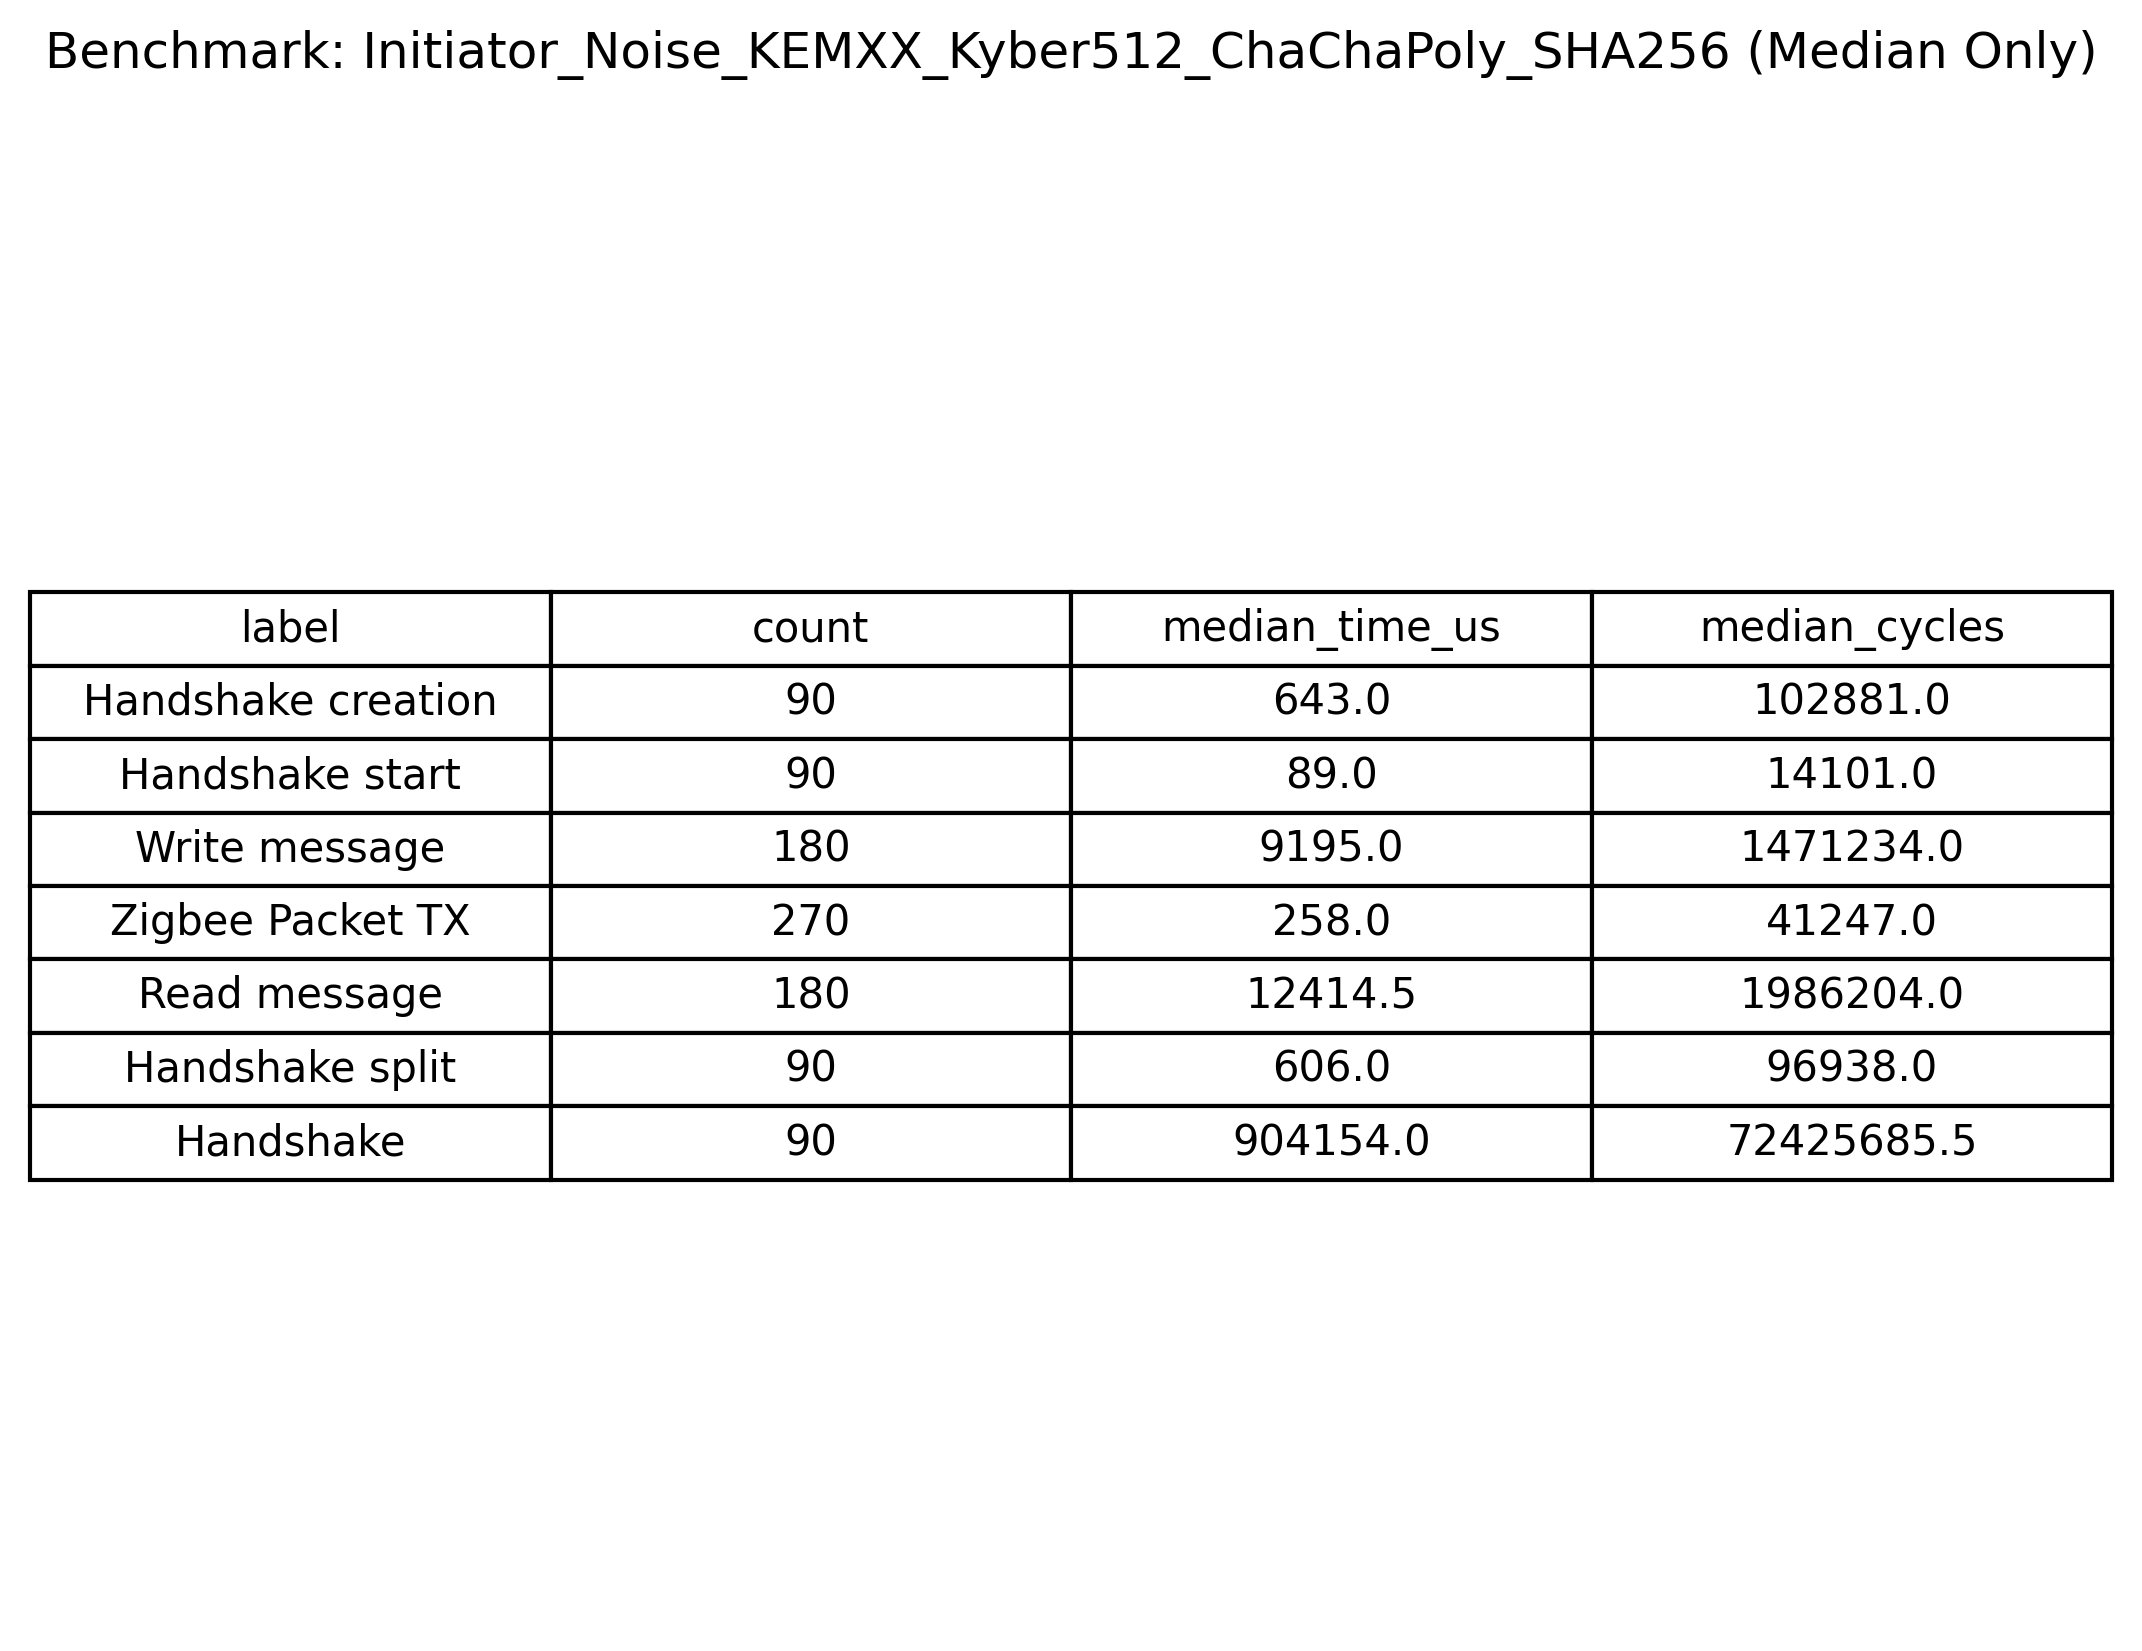 Benchmark: Initiator_Noise_KEMXX_Kyber512_ChaChaPoly_SHA256 (Median Only)
label count median_time_us median_cycles
Handshake creation 90 643.0 102881.0
Handshake start 90 89.0 14101.0
Write message 180 9195.0 1471234.0
Zigbee Packet TX 270 258.0 41247.0
Read message 180 12414.5 1986204.0
Handshake split 90 606.0 96938.0
Handshake 90 904154.0 72425685.5